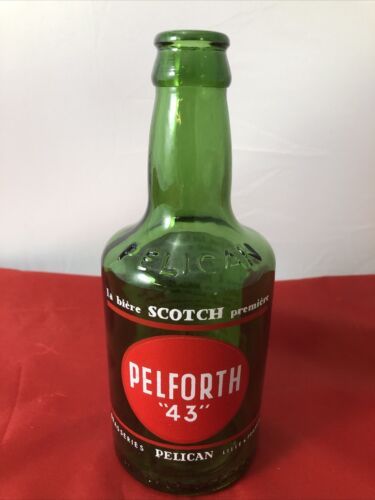 PELICAN
La bière SCOTCH première
PELFORTH
"43"
BRASSERIES PELICAN